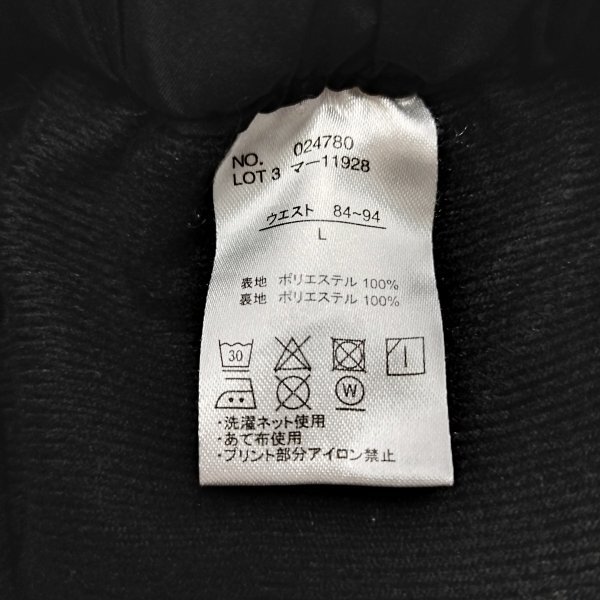 NO. 024780
LOT 3 マー11928
ウエスト 84~94
L
表地 ポリエステル 100%
裏地 ポリエステル 100%
30
W
・洗濯ネット使用
・あて布使用
・プリント部分アイロン禁止